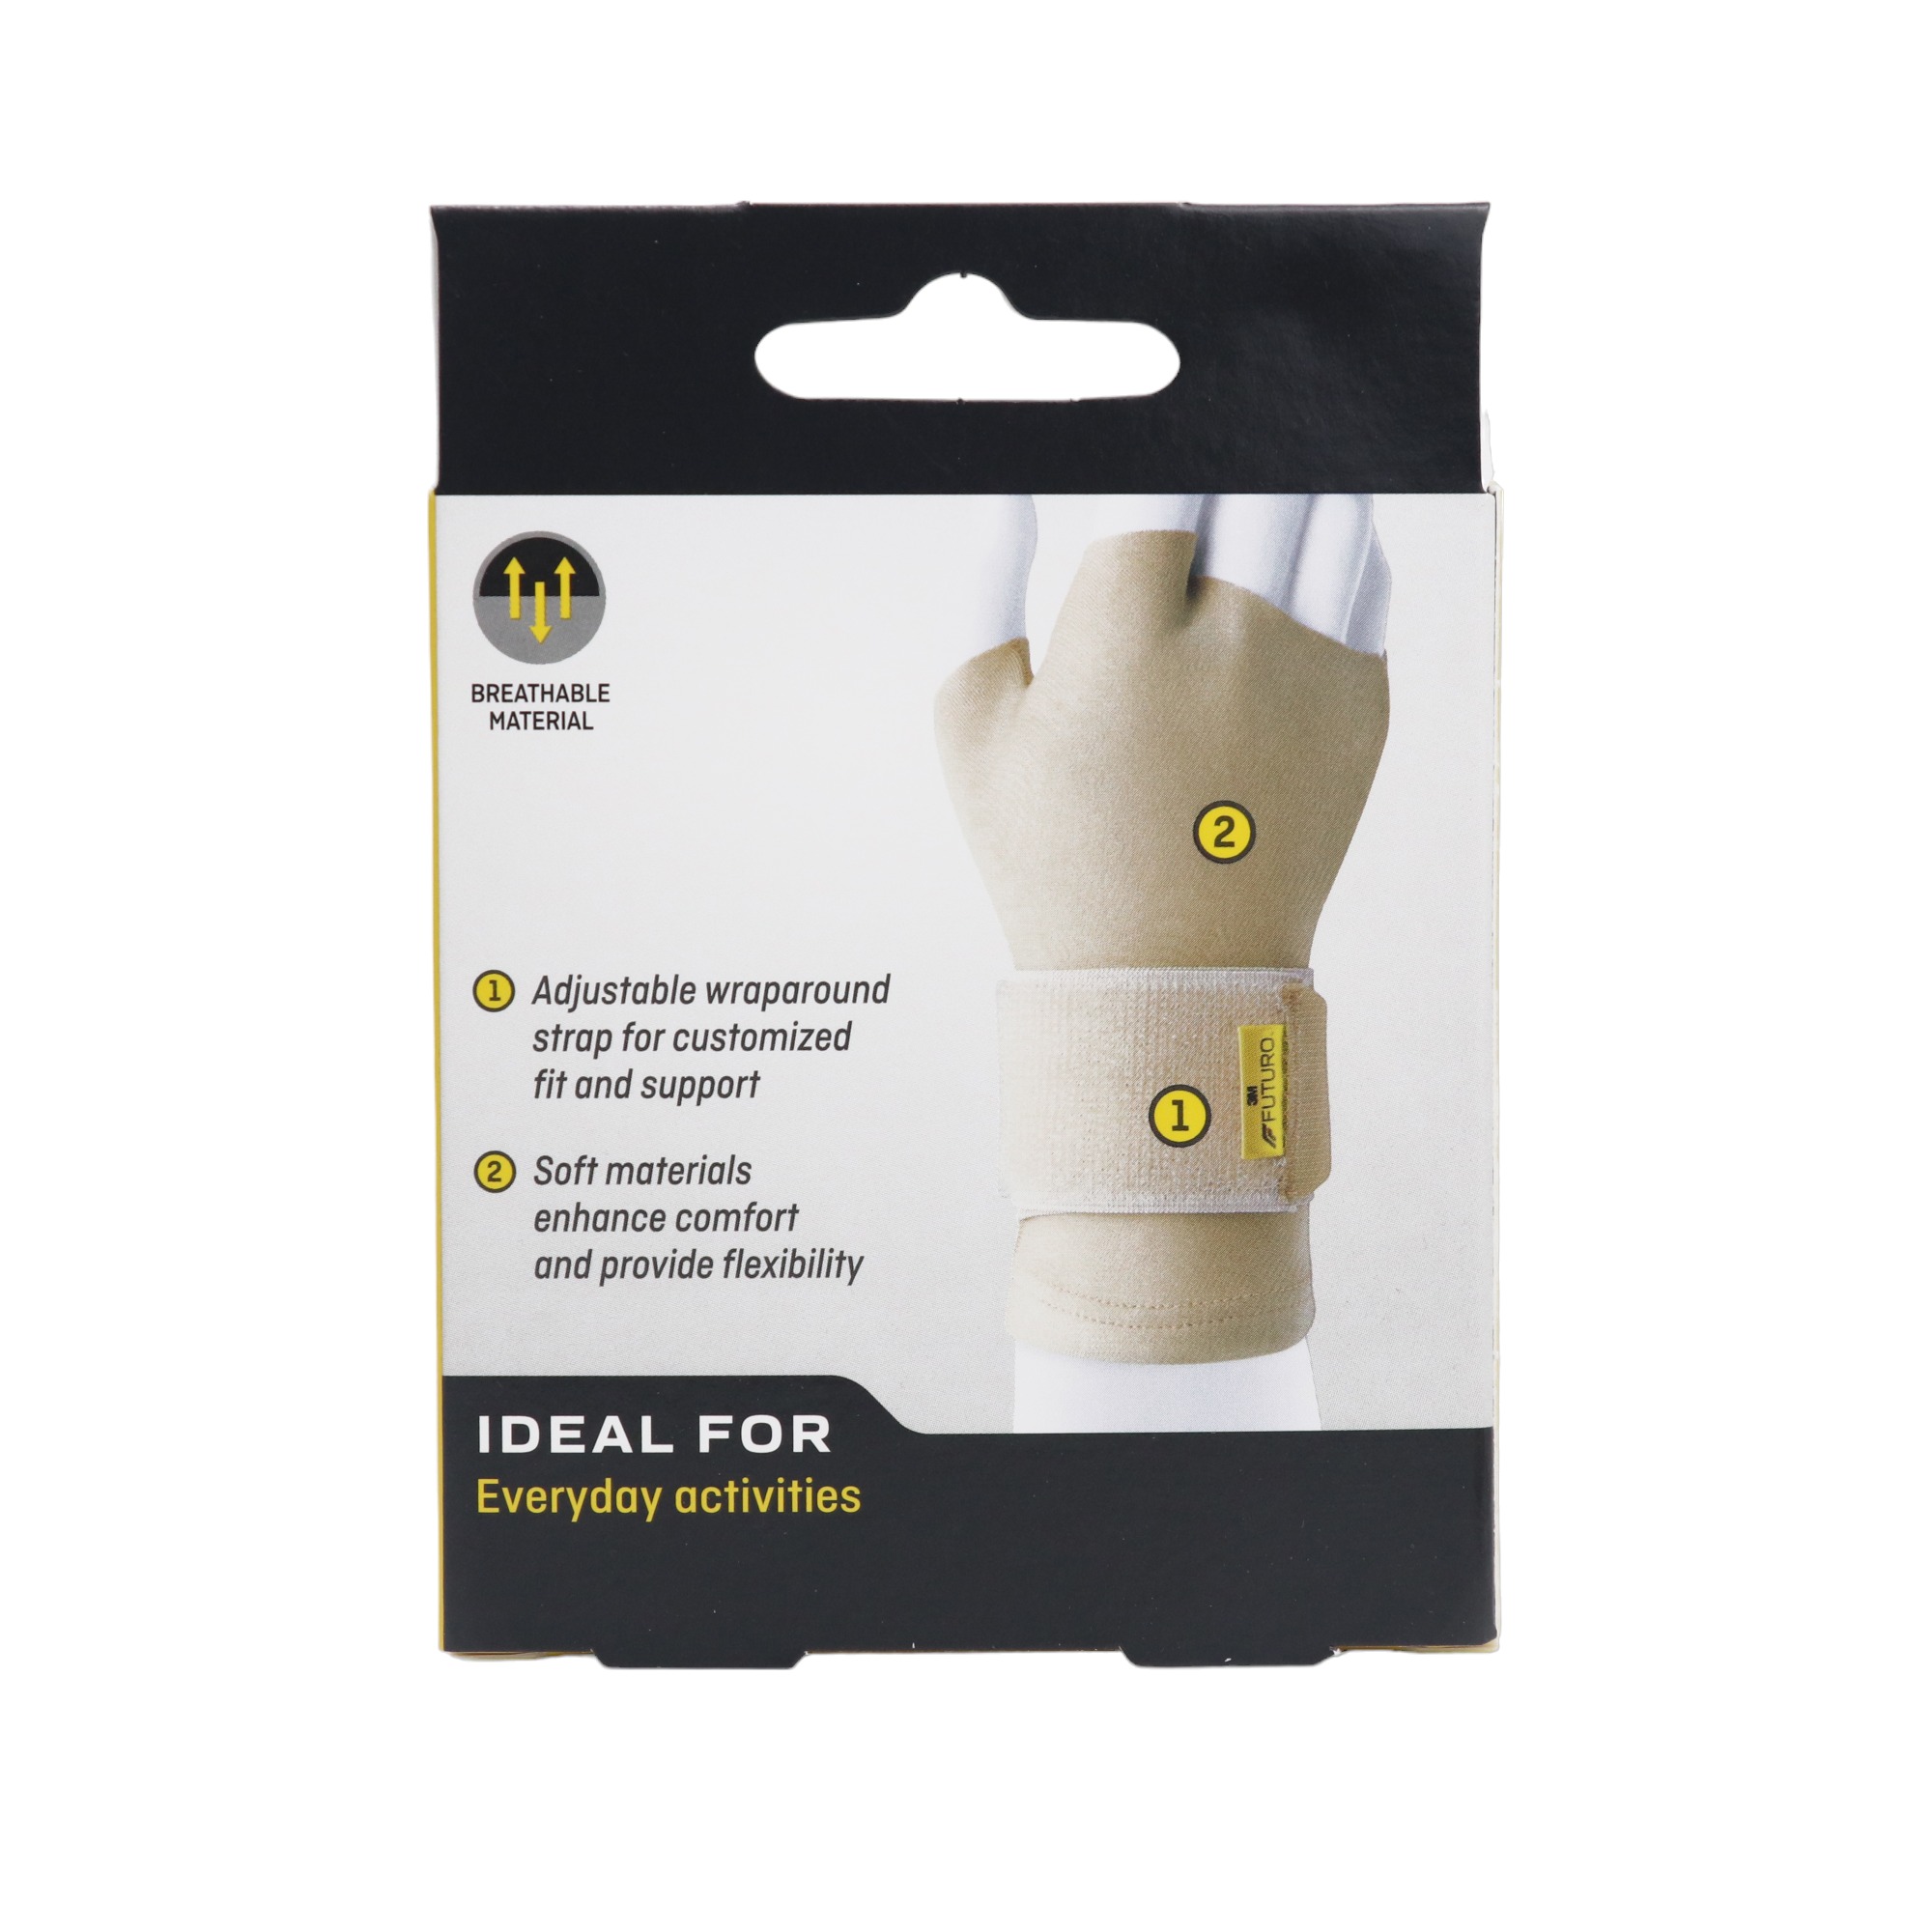 BREATHABLE
MATERIAL
1 Adjustable wraparound
strap for customized
fit and support
2 Soft materials
enhance comfort
and provide flexibility
2
1
3M
FUTURO
IDEAL FOR
Everyday activities